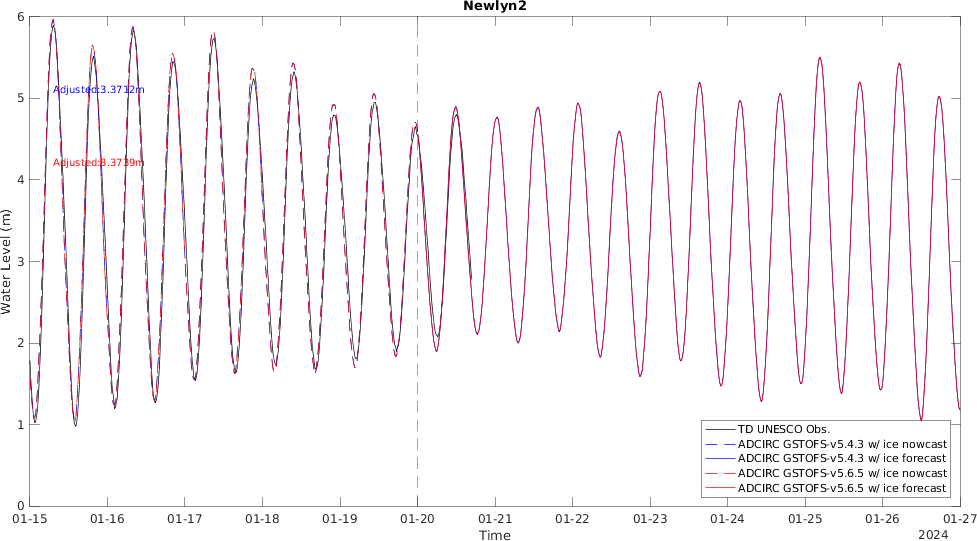 Newlyn2
6
5
4
3
2
1
0
Water Level (m)
Adjusted:3.3712m
Adjusted:3.3739m
TD UNESCO Obs.
ADCIRC GSTOFS-v5.4.3 w/ ice nowcast
ADCIRC GSTOFS-v5.4.3 w/ ice forecast
ADCIRC GSTOFS-v5.6.5 w/ ice nowcast
ADCIRC GSTOFS-v5.6.5 w/ ice forecast
01-15 01-16 01-17 01-18 01-19 01-20 01-21 01-22 01-23 01-24 01-25 01-26 01-27
Time
2024